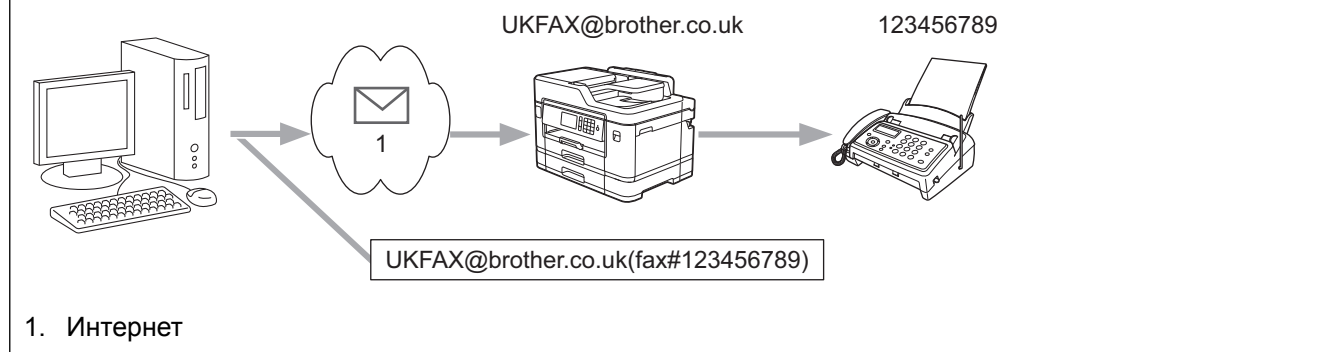 UKFAX@brother.co.uk
123456789
1
UKFAX@brother.co.uk(fax#123456789)
1. Интернет